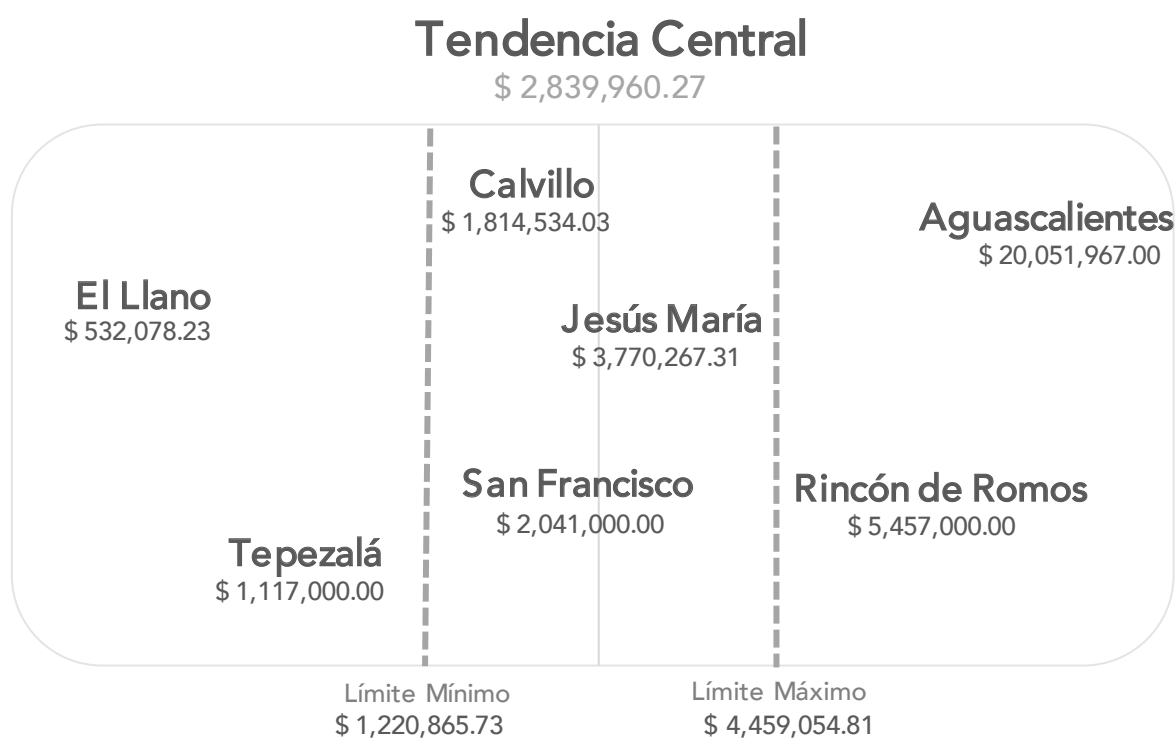 Tendencia Central
$ 2,839,960.27
Calvillo
$ 1,814,534.03
Aguascalientes
$ 20,051,967.00
El Llano
$ 532,078.23
Jesús María
$ 3,770,267.31
San Francisco
$ 2,041,000.00
Rincón de Romos
$ 5,457,000.00
Tepezalá
$ 1,117,000.00
Límite Mínimo
$ 1,220,865.73
Límite Máximo
$ 4,459,054.81